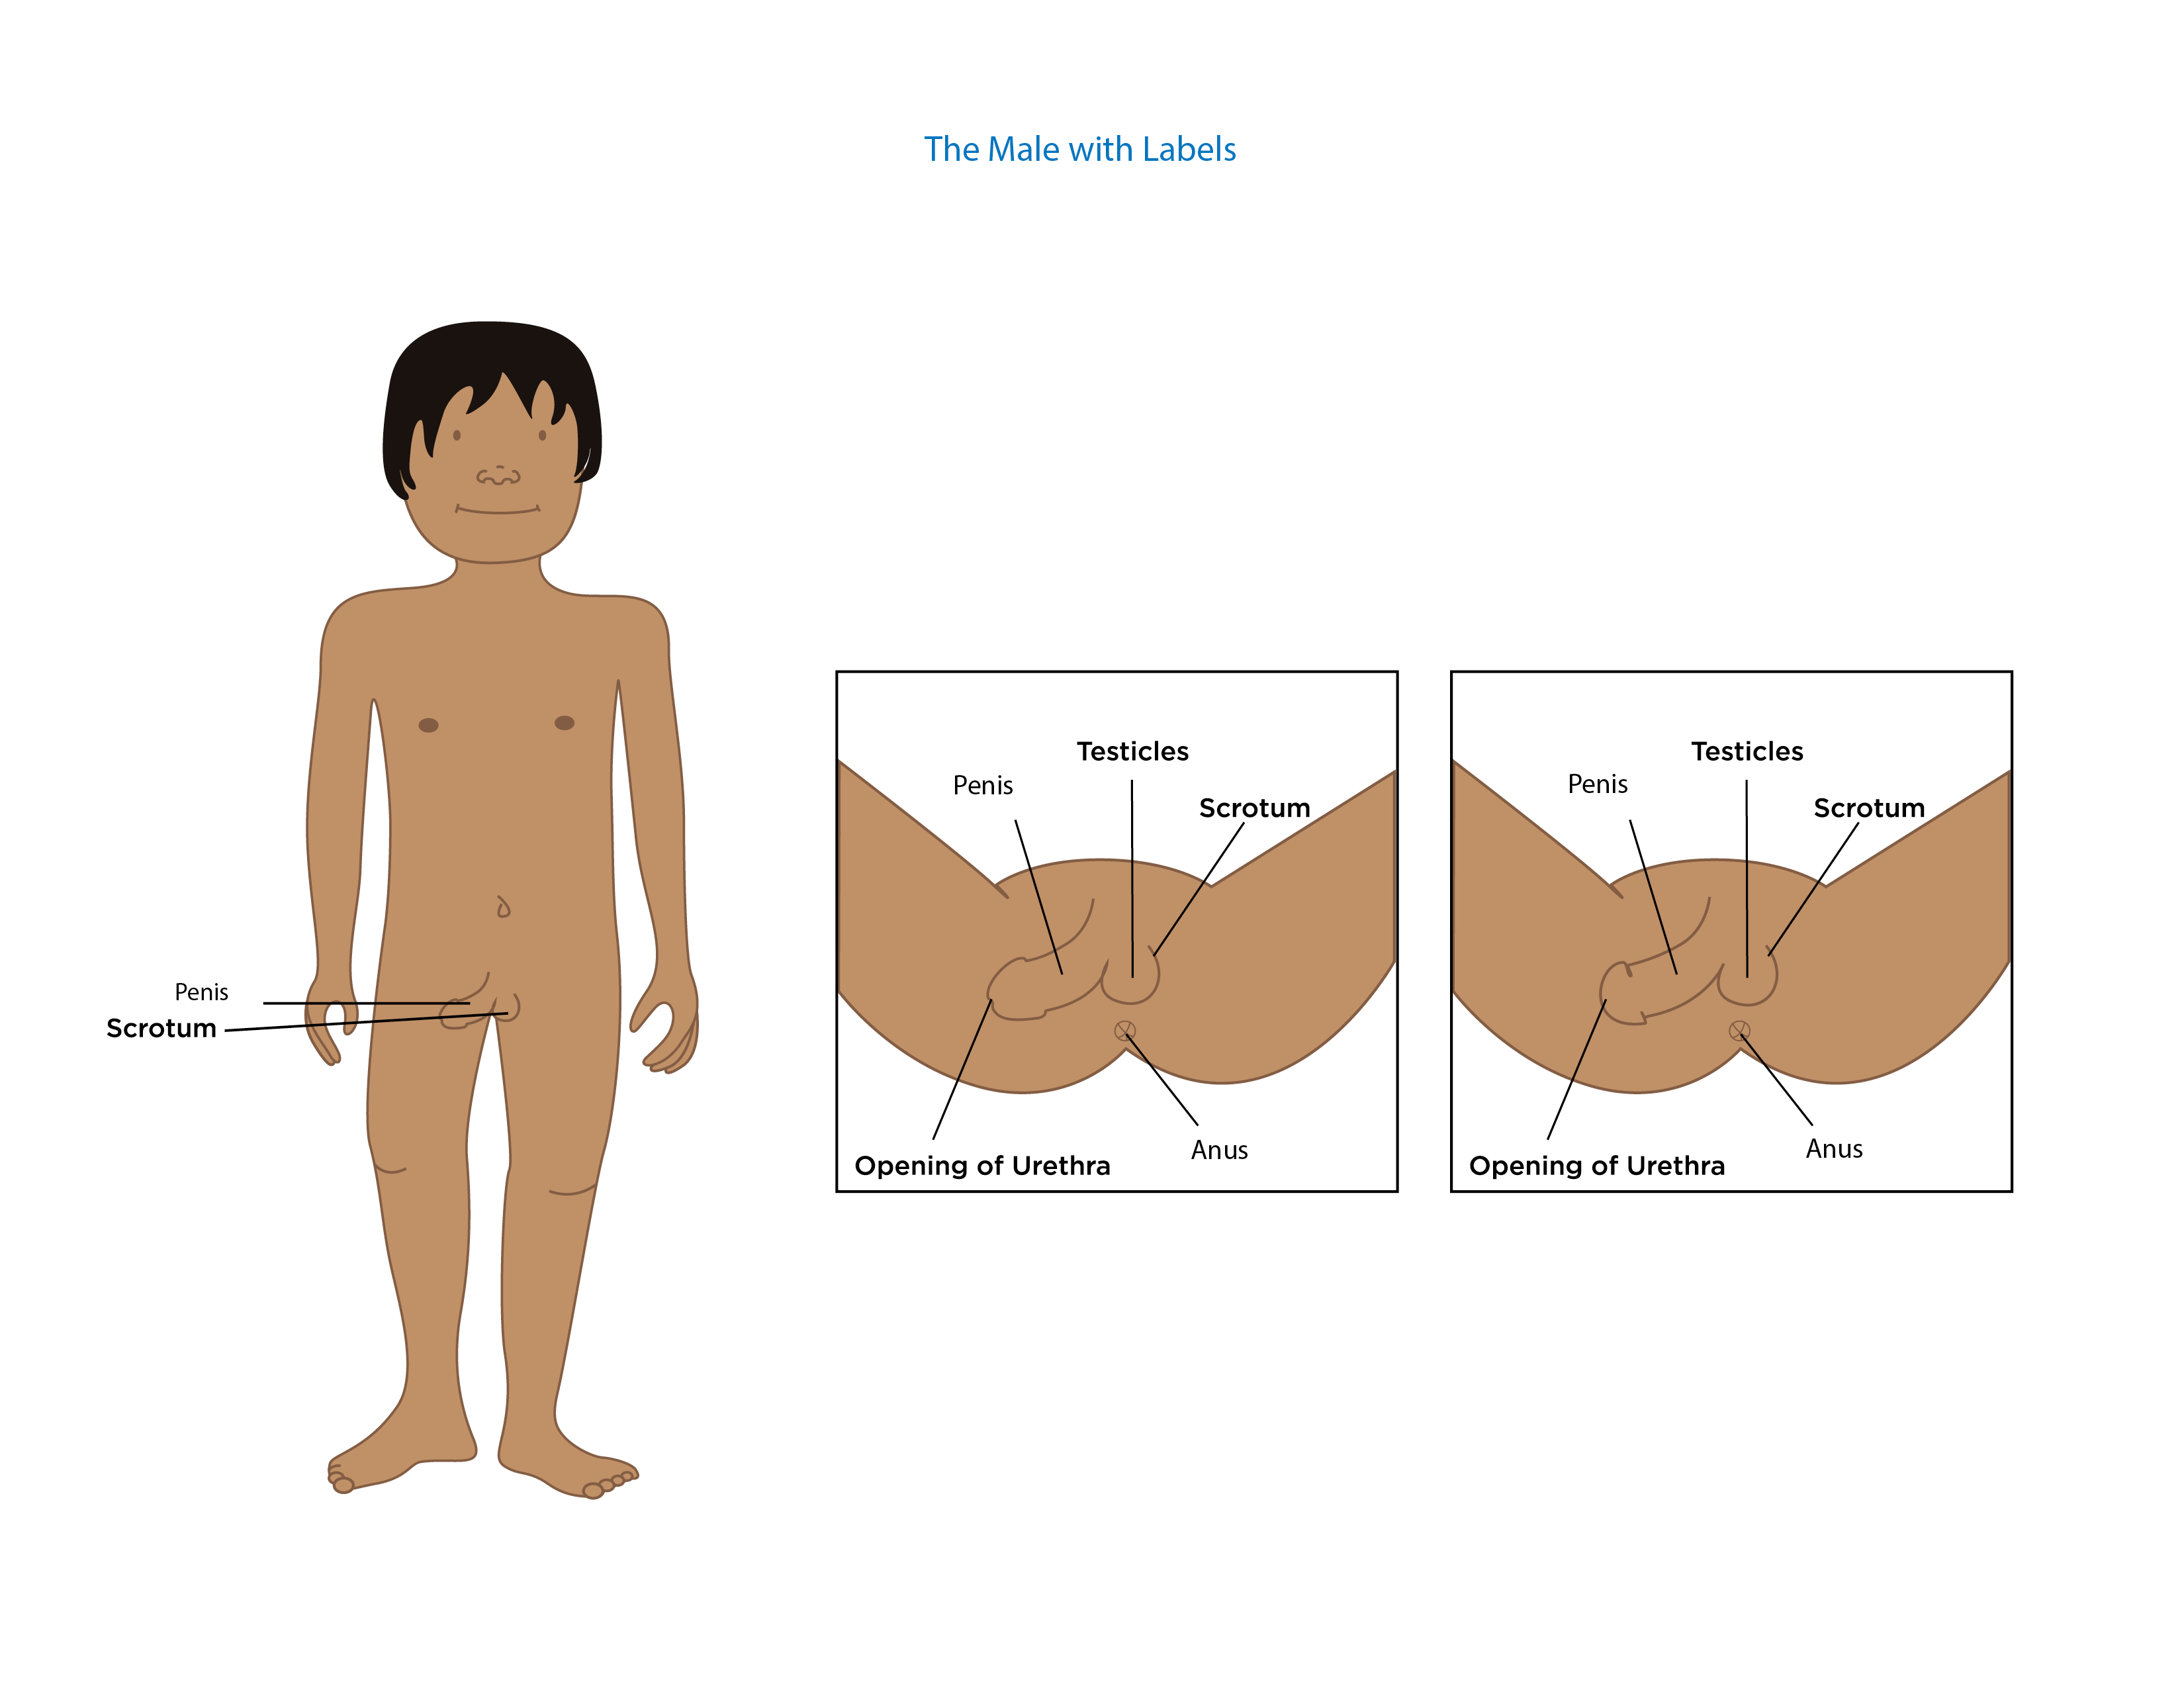 The Male with Labels
Penis
Scrotum
Testicles
Penis
Scrotum
Opening of Urethra
Anus
Testicles
Penis
Scrotum
Opening of Urethra
Anus